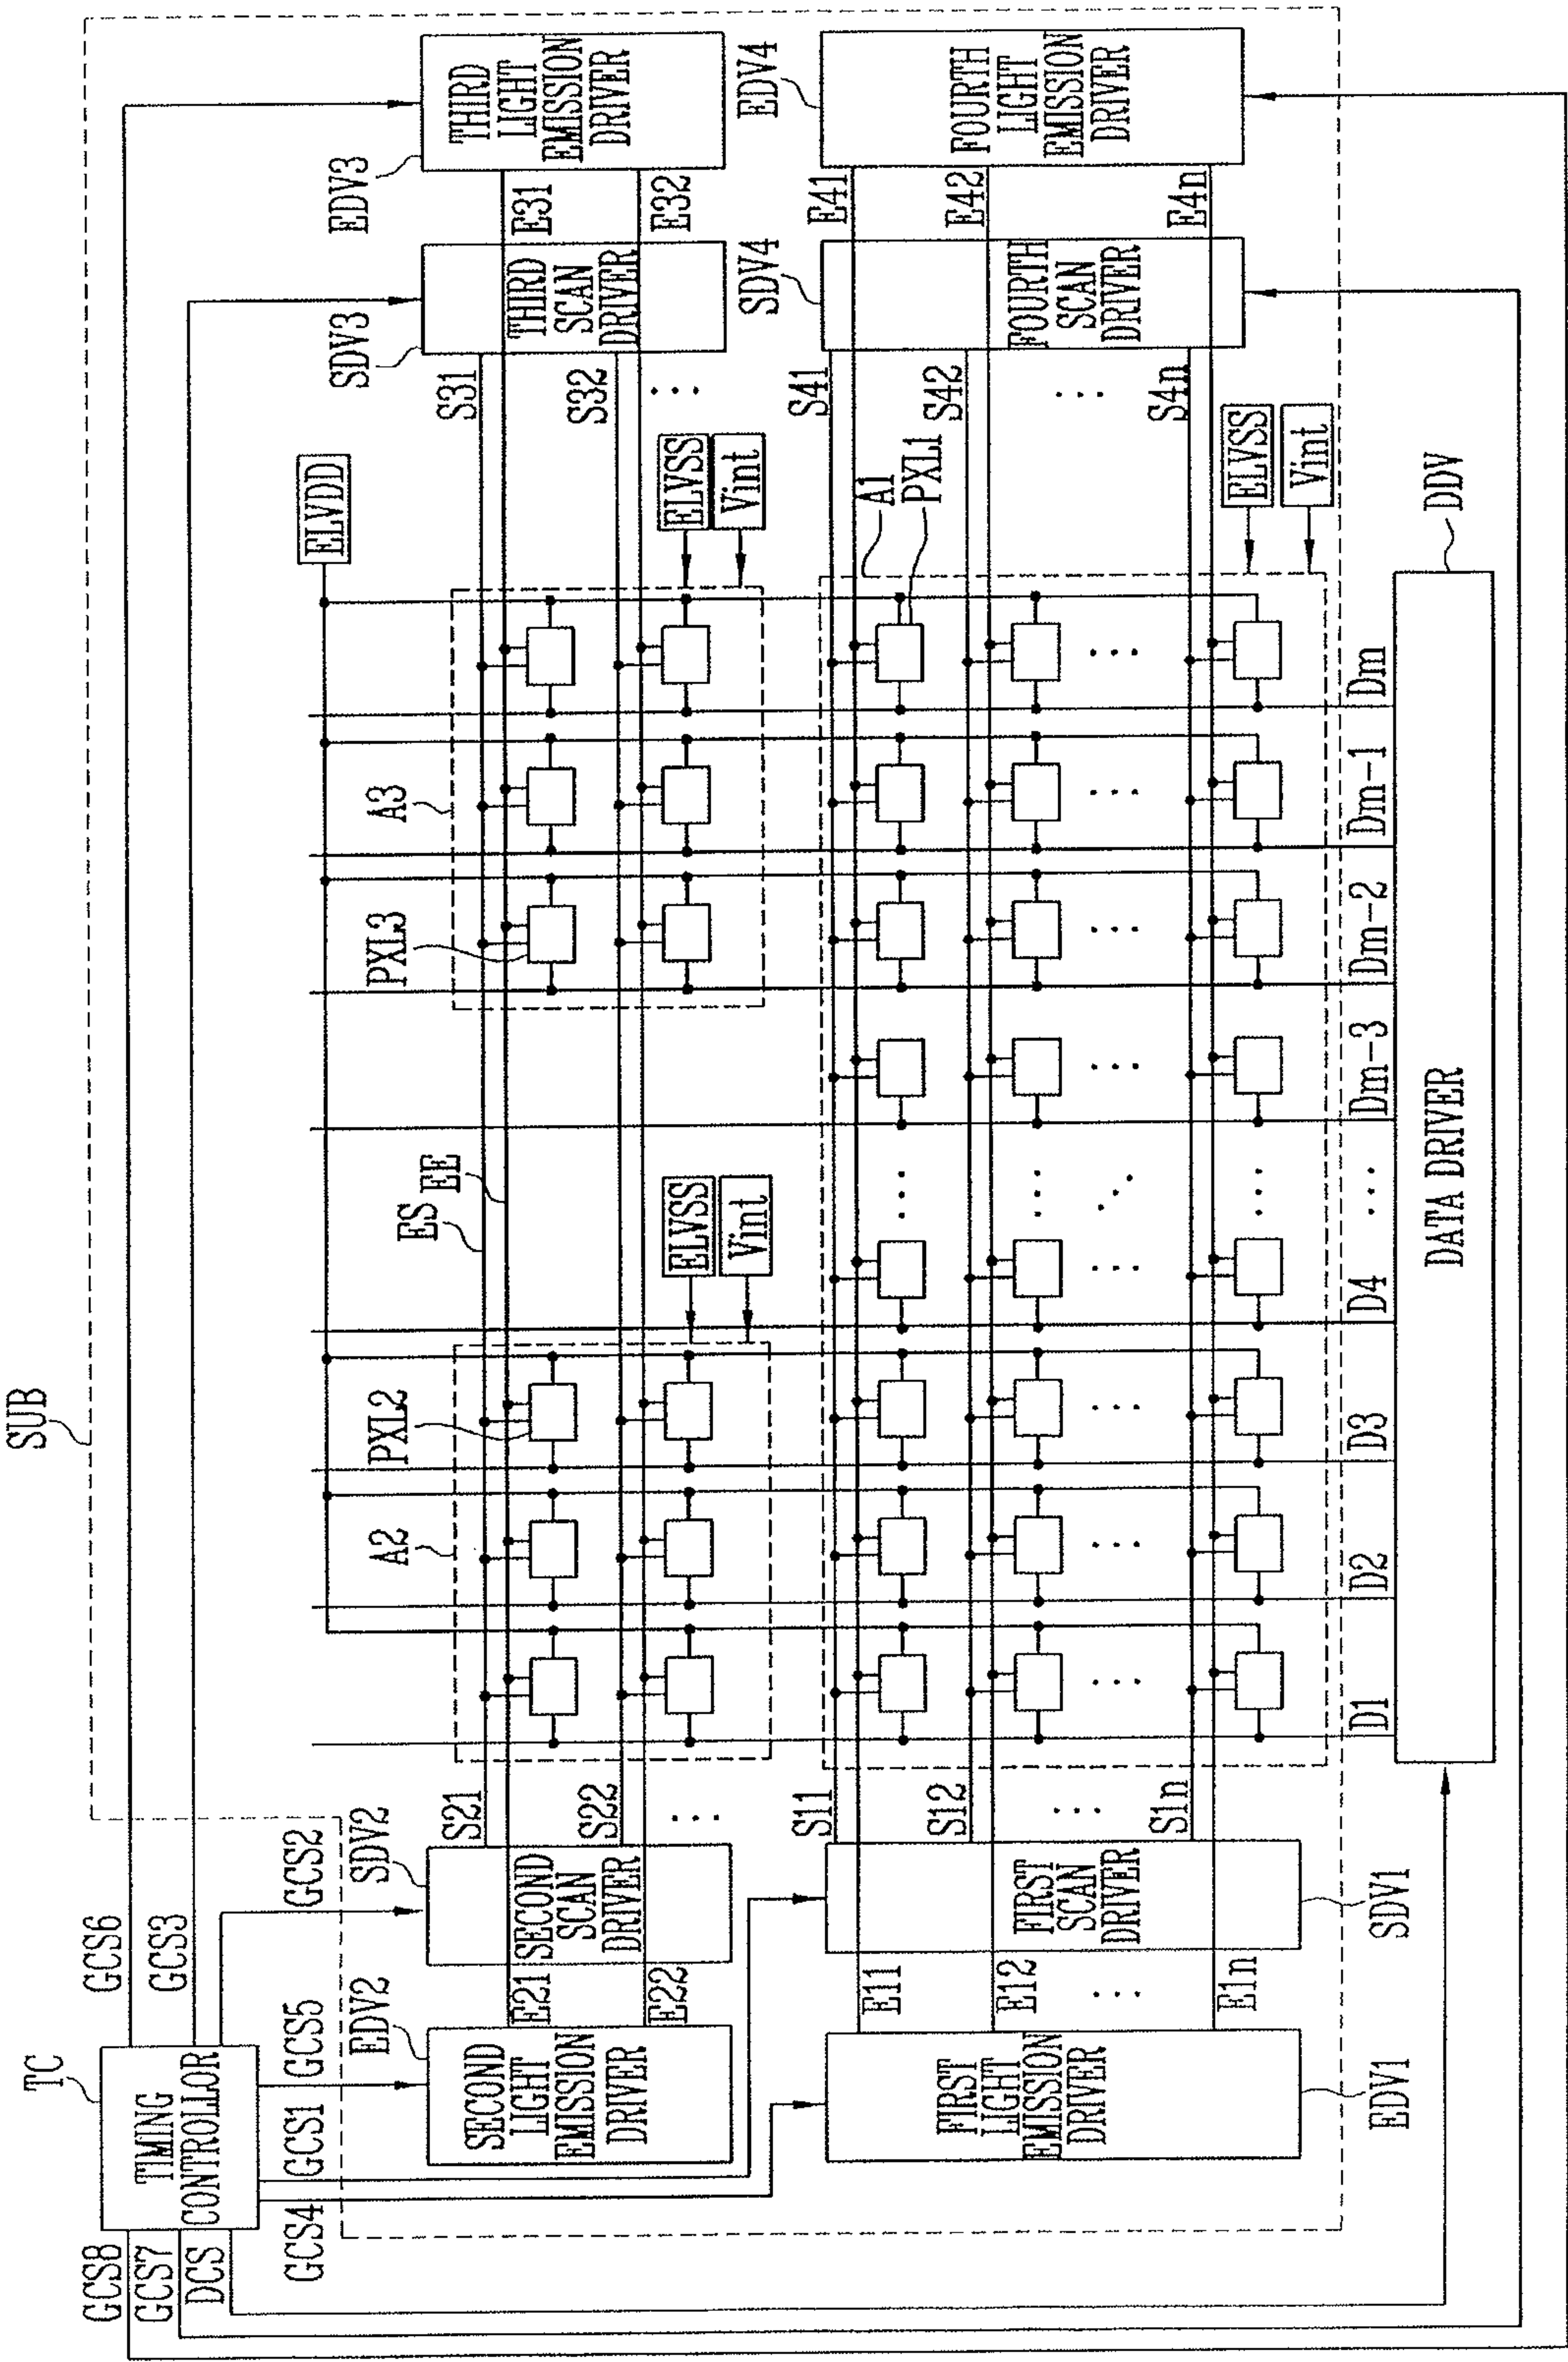 SUB
TC
TIMING
CONTROLLOR
GCS8
GCS7
DCS
GCS6
GCS3
GCS2
GCS5
GCS1
GCS4
EDV2
SECOND
LIGHT
EMISSION
DRIVER
E21
E22
SDV2
SECOND
SCAN
DRIVER
S21
S22
...
A2
PXL2
ES
EE
ELVSS
Vint
PXL3
A3
ELVDD
ELVSS
Vint
S31
S32
...
SDV3
THIRD
SCAN
DRIVER
E31
E32
EDV3
THIRD
LIGHT
EMISSION
DRIVER
FIRST
LIGHT
EMISSION
DRIVER
EDV1
E11
E12
...
E1n
FIRST
SCAN
DRIVER
SDV1
S11
S12
...
S1n
A1
PXL1
ELVSS
Vint
S41
S42
...
S4n
SDV4
FOURTH
SCAN
DRIVER
E41
E42
E4n
EDV4
FOURTH
LIGHT
EMISSION
DRIVER
D1
D2
D3
D4
...
Dm-3
Dm-2
Dm-1
Dm
DATA DRIVER
DDV